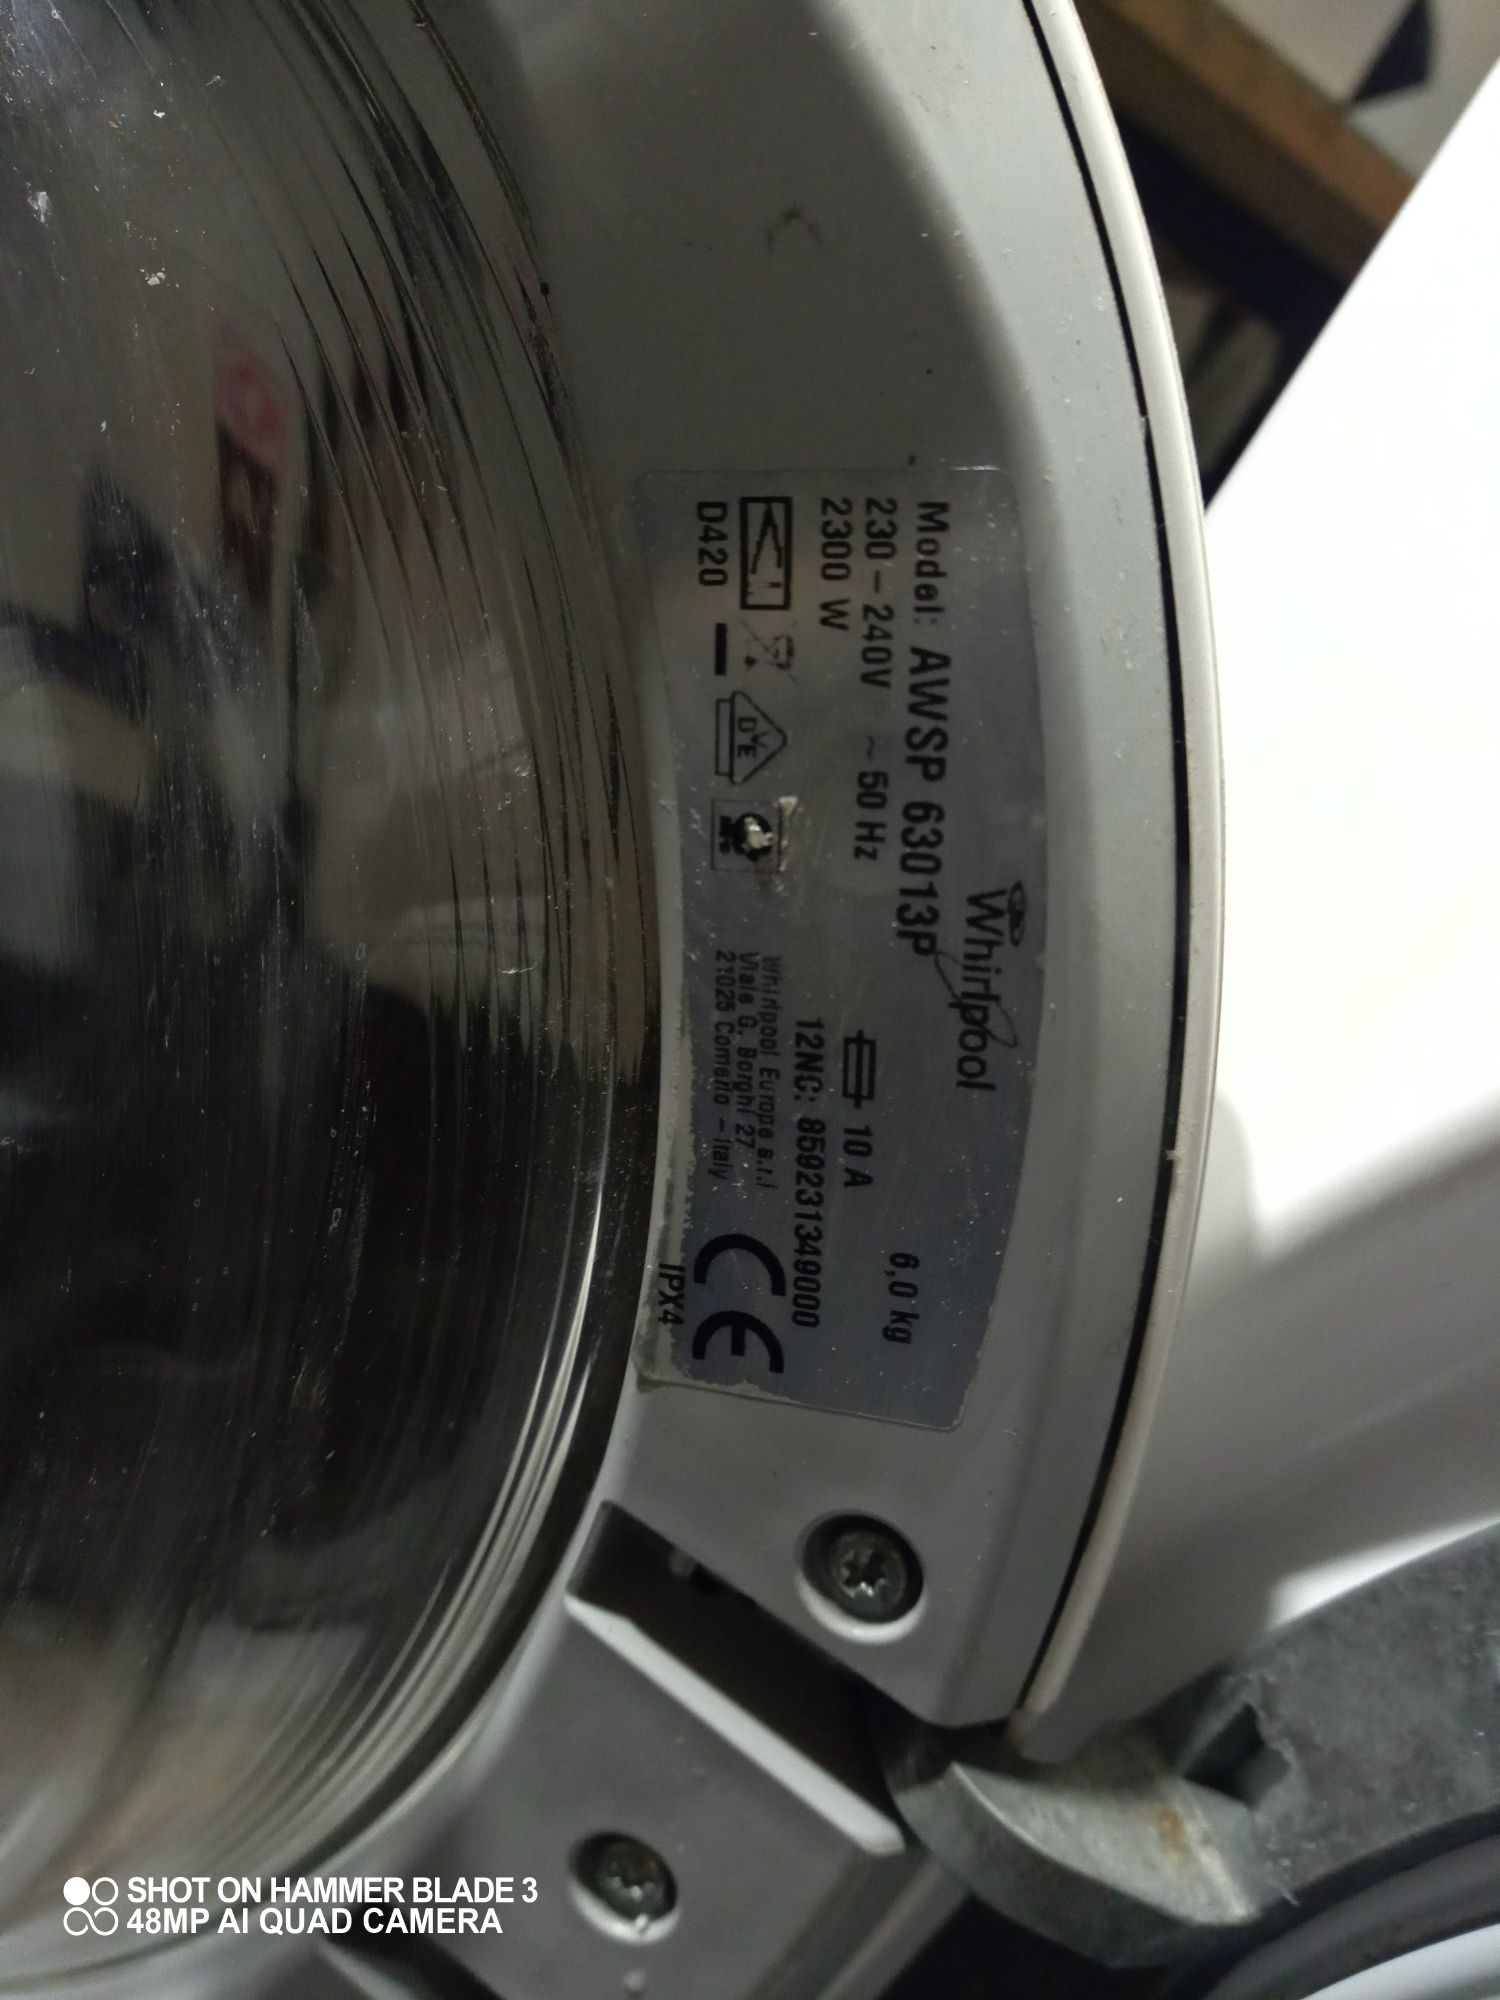 Whirlpool
Model: AWSP 63013P
6,0 kg
230-240V ~ 50 Hz
10 A
2300 W
12NC: 859231349000
Whirlpool Europe s.r.l
Viale G. Borghi 27
21025 Comerio - Italy
D420
DVE
CE
IPX4
SHOT ON HAMMER BLADE 3
48MP AI QUAD CAMERA